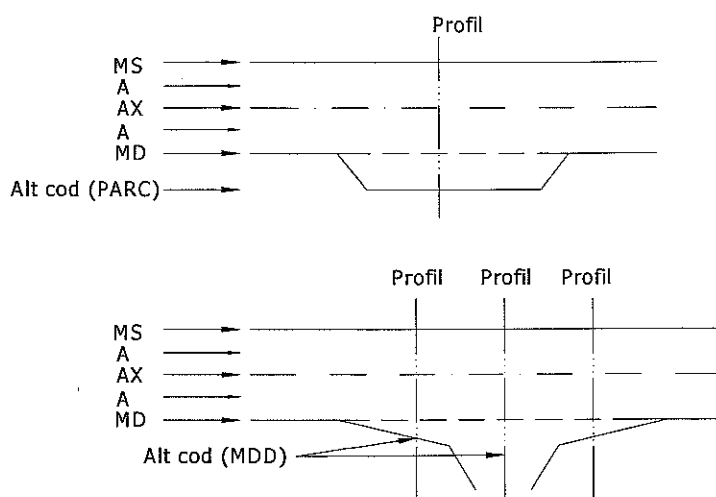 Profil
MS
A
AX
A
MD
Alt cod (PARC)
Profil Profil Profil
MS
A
AX
A
MD
Alt cod (MDD)